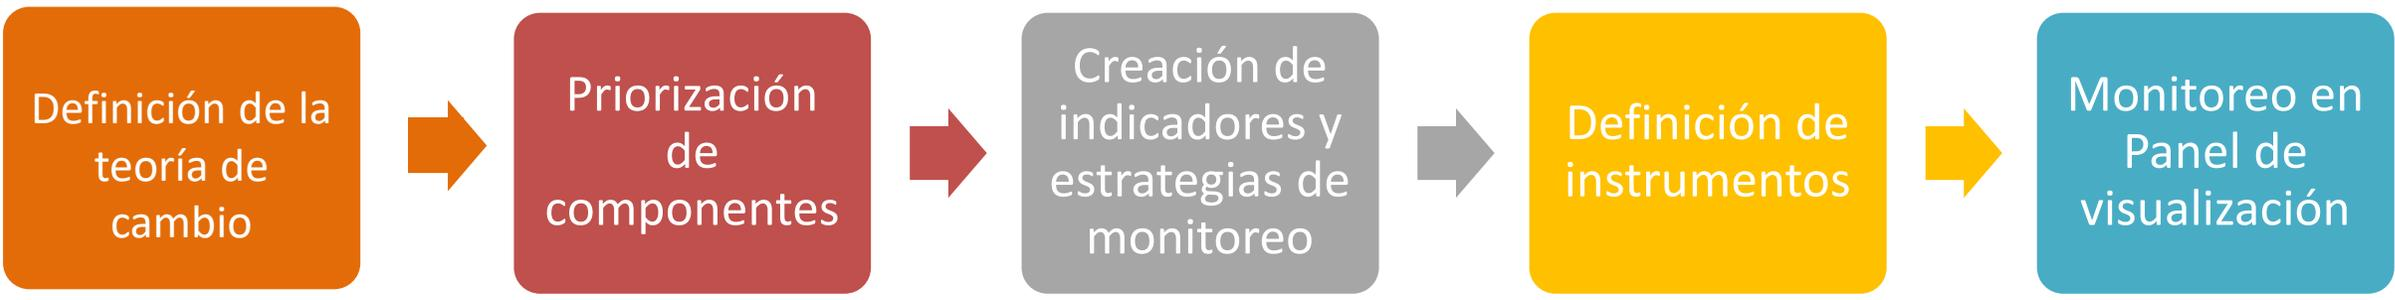 Definición de la
teoría de
cambio
Priorización
de
componentes
Creación de
indicadores y
estrategias de
monitoreo
Definición de
instrumentos
Monitoreo en
Panel de
visualización